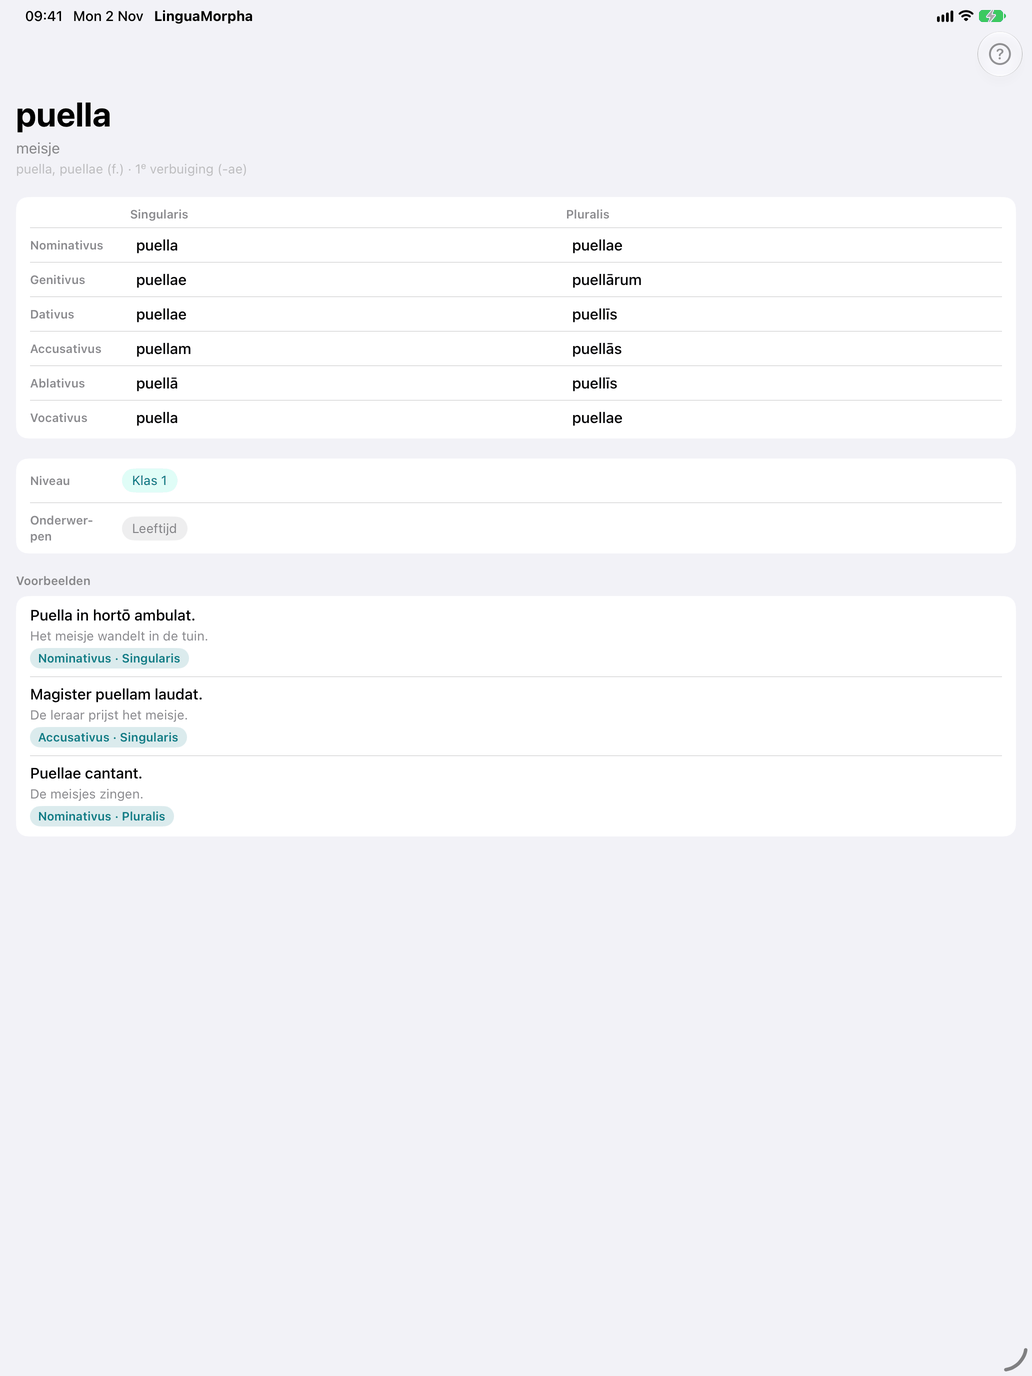 09:41 Mon 2 Nov LinguaMorpha
?
puella
meisje
puella, puellae (f.) · 1ᵉ verbuiging (-ae)
Singularis Pluralis
Nominativus puella puellae
Genitivus puellae puellārum
Dativus puellae puellīs
Accusativus puellam puellās
Ablativus puellā puellīs
Vocativus puella puellae
Niveau Klas 1
Onderwer-
pen Leeftijd
Voorbeelden
Puella in hortō ambulat.
Het meisje wandelt in de tuin.
Nominativus · Singularis
Magister puellam laudat.
De leraar prijst het meisje.
Accusativus · Singularis
Puellae cantant.
De meisjes zingen.
Nominativus · Pluralis